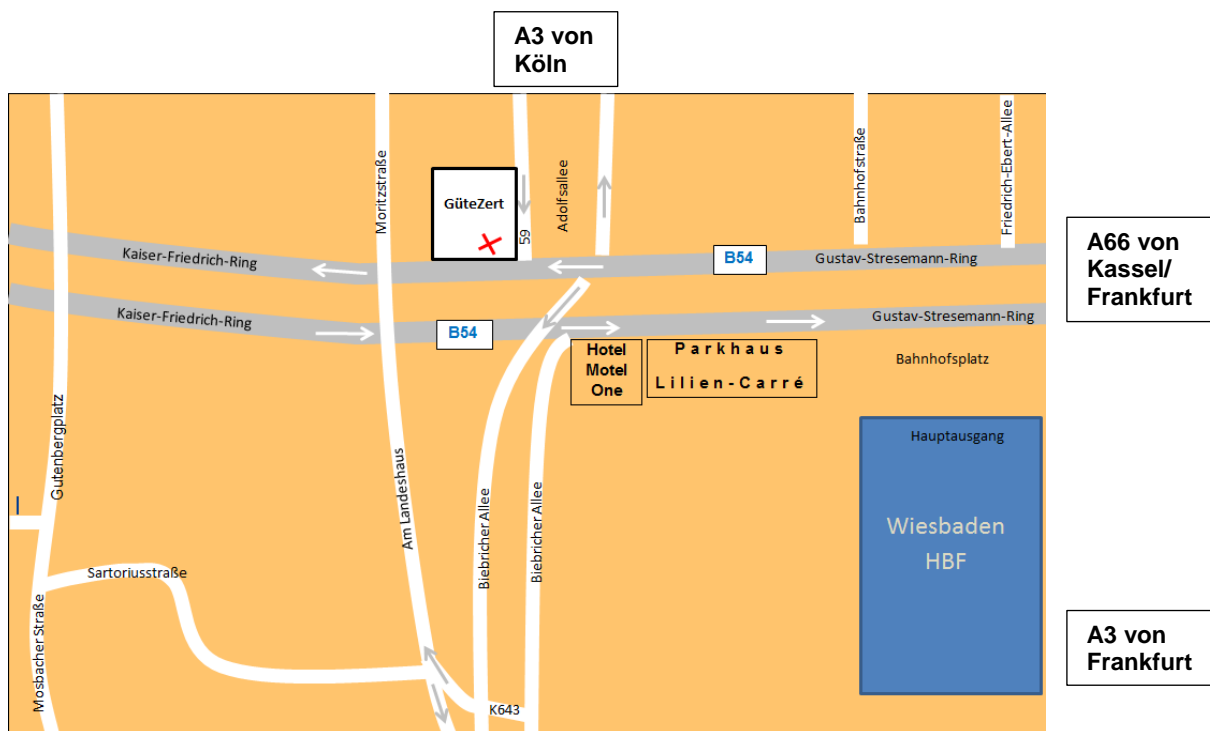 A3 von
Köln
Moritzstraße
GüteZert
59
Adolfsallee
Bahnhofstraße
Friedrich-Ebert-Allee
A66 von
Kassel/
Frankfurt
Kaiser-Friedrich-Ring
B54
Gustav-Stresemann-Ring
Kaiser-Friedrich-Ring
B54
Gustav-Stresemann-Ring
Hotel
Motel
One
Parkhaus
Lilien-Carré
Bahnhofsplatz
Gutenbergplatz
Hauptausgang
Am Landeshaus
Biebricher Allee
Biebricher Allee
Wiesbaden
HBF
Sartoriusstraße
Mosbacher Straße
A3 von
Frankfurt
K643